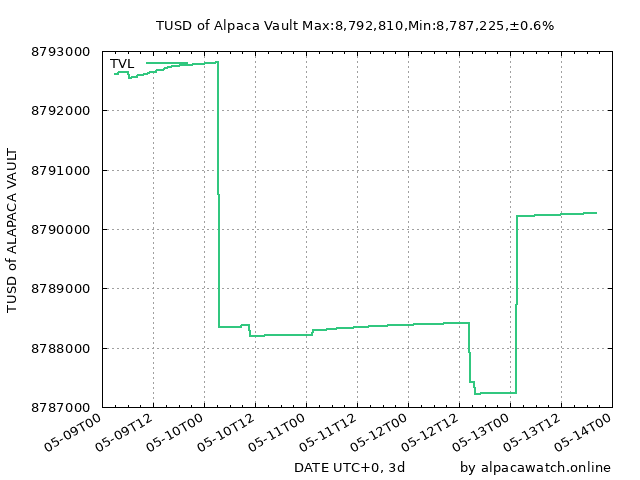 TUSD of Alpaca Vault Max:8,792,810,Min:8,787,225,±0.6%
TUSD of ALAPACA VAULT
8793000
8792000
8791000
8790000
8789000
8788000
8787000
TVL
05-09T00
05-09T12
05-10T00
05-10T12
05-11T00
05-11T12
05-12T00
05-12T12
05-13T00
05-13T12
05-14T00
DATE UTC+0, 3d
by alpacawatch.online